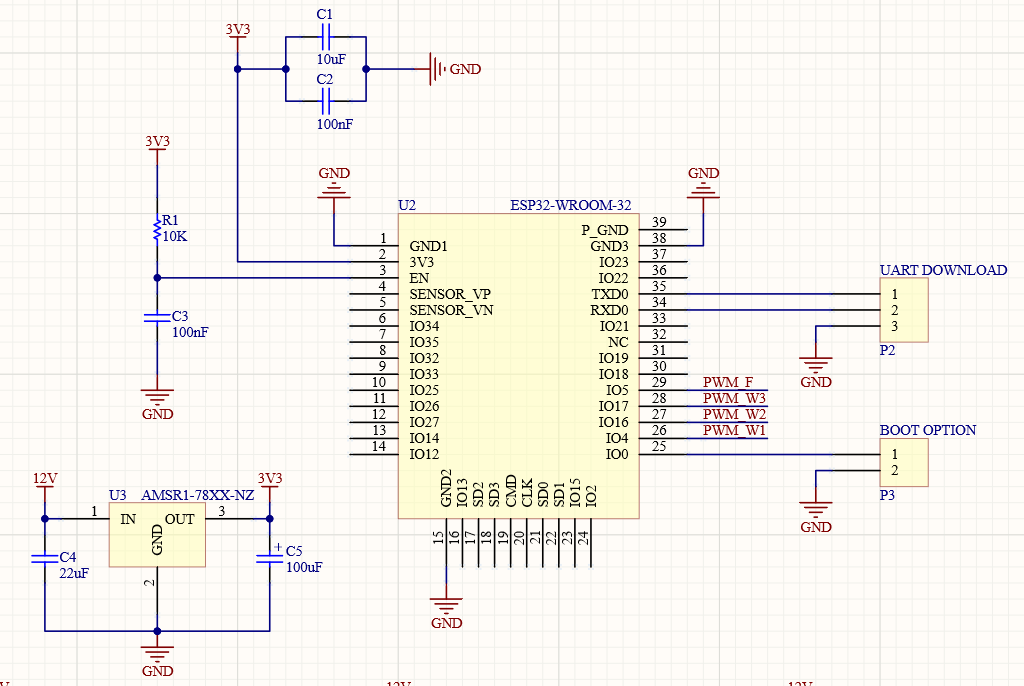 C1
3V3
10uF
GND
C2
100nF
3V3
GND
GND
U2
ESP32-WROOM-32
R1
10K
C3
100nF
GND
1 GND1
2 3V3
3 EN
4 SENSOR_VP
5 SENSOR_VN
6 IO34
7 IO35
8 IO32
9 IO33
10 IO25
11 IO26
12 IO27
13 IO14
14 IO12
P_GND 39
GND3 38
IO23 37
IO22 36
TXD0 35
RXD0 34
IO21 33
NC 32
IO19 31
IO18 30
IO5 29 PWM_F
IO17 28 PWM_W3
IO16 27 PWM_W2
IO4 26 PWM_W1
IO0 25
GND2 15
IO13 16
SD2 17
SD3 18
CMD 19
CLK 20
SD0 21
SD1 22
IO15 23
IO2 24
GND
UART DOWNLOAD
1
2
3
P2
GND
BOOT OPTION
1
2
P3
GND
12V
3V3
U3 AMSR1-78XX-NZ
1 IN
OUT 3
GND
2
C4
22uF
+
C5
100uF
GND
12V
12V